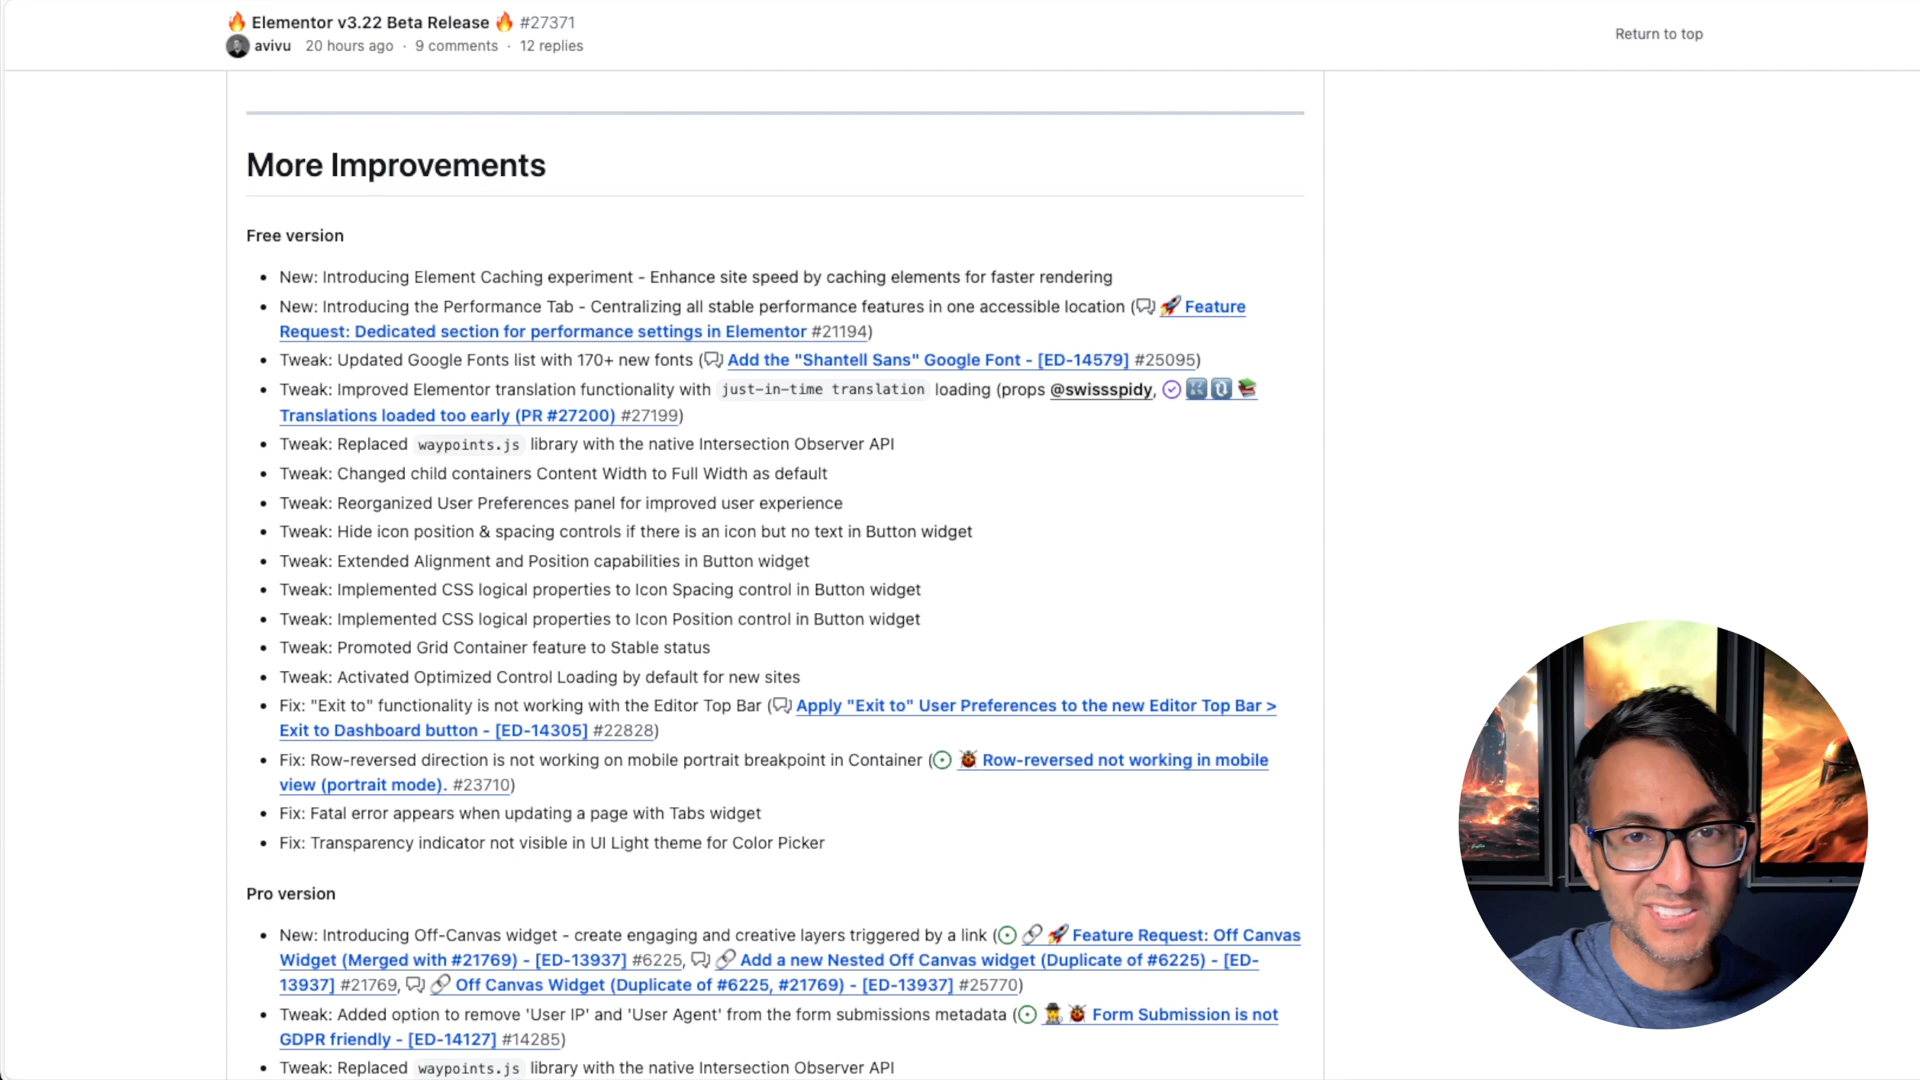 🔥 Elementor v3.22 Beta Release 🔥 #27371
avivu 20 hours ago · 9 comments · 12 replies
Return to top
More Improvements
Free version
• New: Introducing Element Caching experiment - Enhance site speed by caching elements for faster rendering
• New: Introducing the Performance Tab - Centralizing all stable performance features in one accessible location (🚀 Feature
Request: Dedicated section for performance settings in Elementor #21194)
• Tweak: Updated Google Fonts list with 170+ new fonts (Add the "Shantell Sans" Google Font - [ED-14579] #25095)
• Tweak: Improved Elementor translation functionality with just-in-time translation loading (props @swissspidy, 🔣🔃📚
Translations loaded too early (PR #27200) #27199)
• Tweak: Replaced waypoints.js library with the native Intersection Observer API
• Tweak: Changed child containers Content Width to Full Width as default
• Tweak: Reorganized User Preferences panel for improved user experience
• Tweak: Hide icon position & spacing controls if there is an icon but no text in Button widget
• Tweak: Extended Alignment and Position capabilities in Button widget
• Tweak: Implemented CSS logical properties to Icon Spacing control in Button widget
• Tweak: Implemented CSS logical properties to Icon Position control in Button widget
• Tweak: Promoted Grid Container feature to Stable status
• Tweak: Activated Optimized Control Loading by default for new sites
• Fix: "Exit to" functionality is not working with the Editor Top Bar (Apply "Exit to" User Preferences to the new Editor Top Bar >
Exit to Dashboard button - [ED-14305] #22828)
• Fix: Row-reversed direction is not working on mobile portrait breakpoint in Container (🐞 Row-reversed not working in mobile
view (portrait mode). #23710)
• Fix: Fatal error appears when updating a page with Tabs widget
• Fix: Transparency indicator not visible in UI Light theme for Color Picker
Pro version
• New: Introducing Off-Canvas widget - create engaging and creative layers triggered by a link (🔗 🚀 Feature Request: Off Canvas
Widget (Merged with #21769) - [ED-13937] #6225, 🔗 Add a new Nested Off Canvas widget (Duplicate of #6225) - [ED-
13937] #21769, 🔗 Off Canvas Widget (Duplicate of #6225, #21769) - [ED-13937] #25770)
• Tweak: Added option to remove 'User IP' and 'User Agent' from the form submissions metadata (🕵️ 🐞 Form Submission is not
GDPR friendly - [ED-14127] #14285)
• Tweak: Replaced waypoints.js library with the native Intersection Observer API